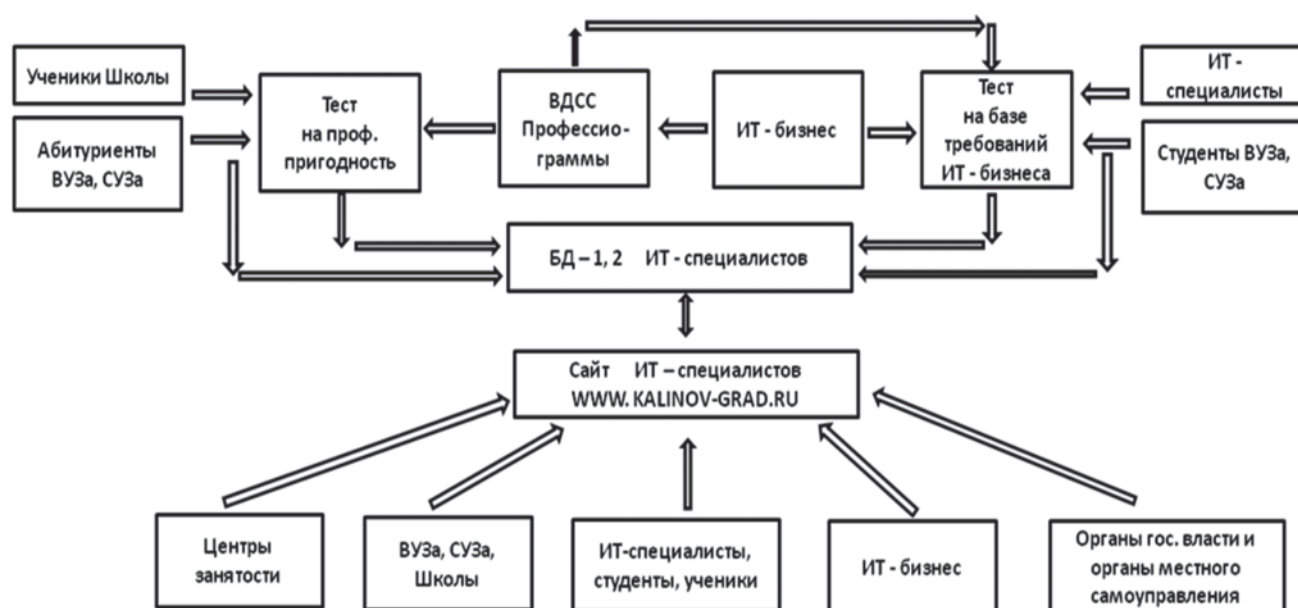 Ученики Школы
Абитуриенты
ВУЗа, СУЗа
Тест
на проф.
пригодность
ВДСС
Профессио-
граммы
ИТ - бизнес
Тест
на базе
требований
ИТ - бизнеса
ИТ -
специалисты
Студенты ВУЗа,
СУЗа
БД – 1, 2 ИТ - специалистов
Сайт ИТ – специалистов
WWW. KALINOV-GRAD.RU
Центры
занятости
ВУЗа, СУЗа,
Школы
ИТ-специалисты,
студенты, ученики
ИТ - бизнес
Органы гос. власти и
органы местного
самоуправления